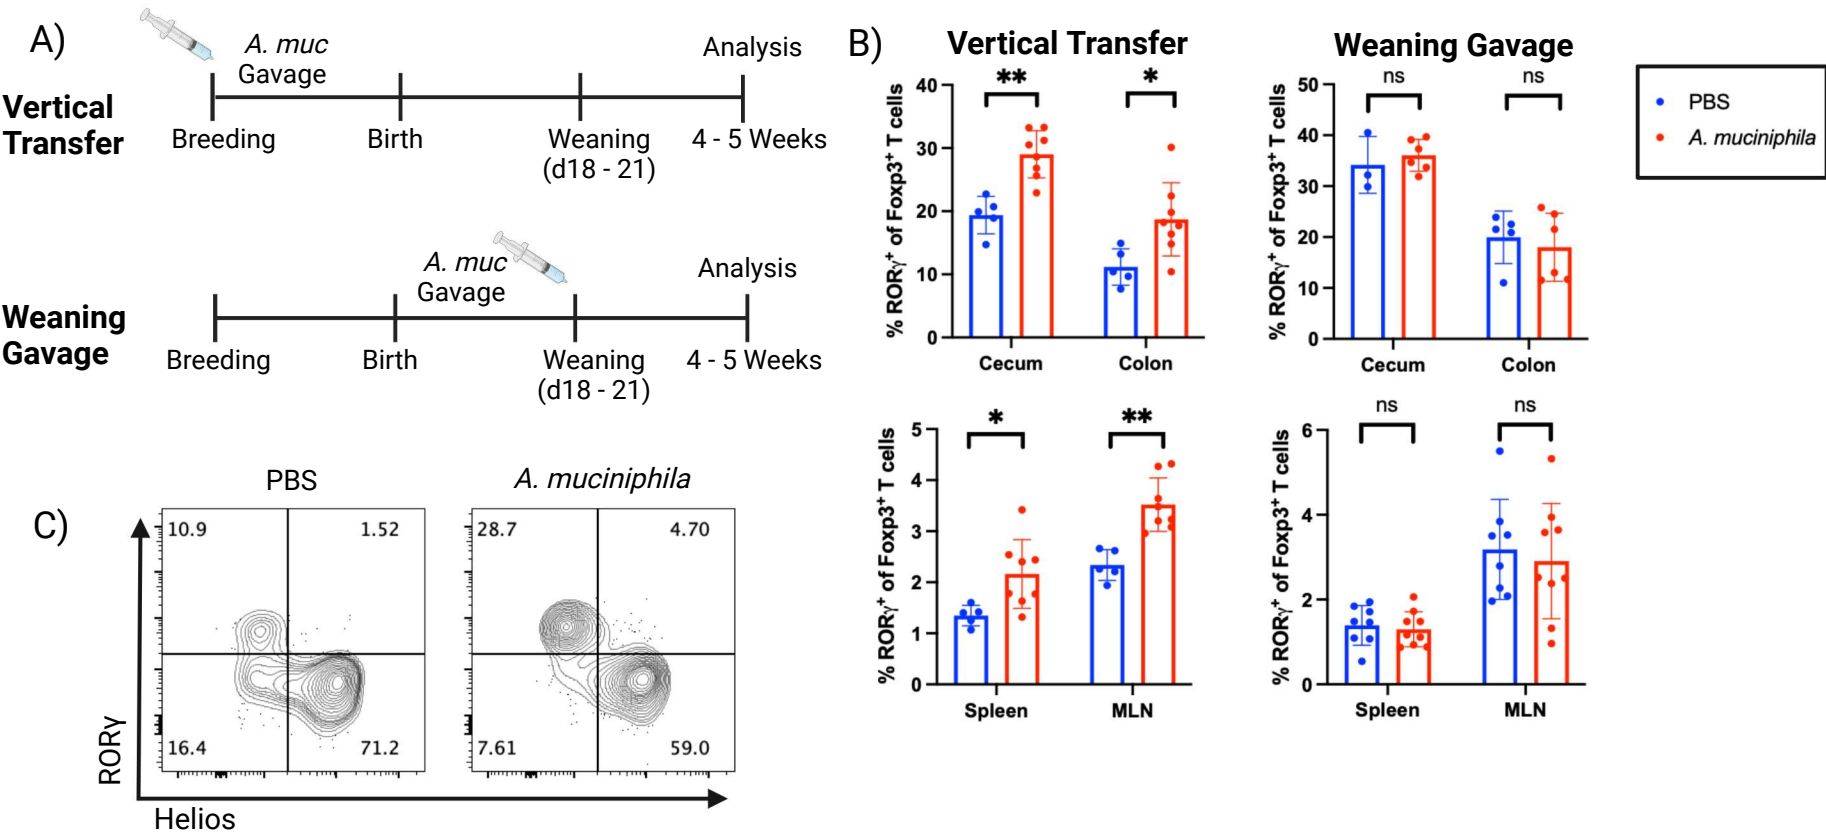 A)
A. muc
Gavage
Analysis
Vertical
Transfer
Breeding
Birth
Weaning
(d18 - 21)
4 - 5 Weeks
A. muc
Gavage
Analysis
Weaning
Gavage
Breeding
Birth
Weaning
(d18 - 21)
4 - 5 Weeks
B)
Vertical Transfer
% RORγ+ of Foxp3+ T cells
40
30
20
10
0
**
*
Cecum
Colon
Weaning Gavage
% RORγ+ of Foxp3+ T cells
50
40
30
20
10
0
ns
ns
Cecum
Colon
PBS
A. muciniphila
% RORγ+ of Foxp3+ T cells
5
4
3
2
1
0
*
**
Spleen
MLN
% RORγ+ of Foxp3+ T cells
6
4
2
0
ns
ns
Spleen
MLN
C)
PBS
10.9
1.52
16.4
71.2
A. muciniphila
28.7
4.70
7.61
59.0
RORγ
Helios